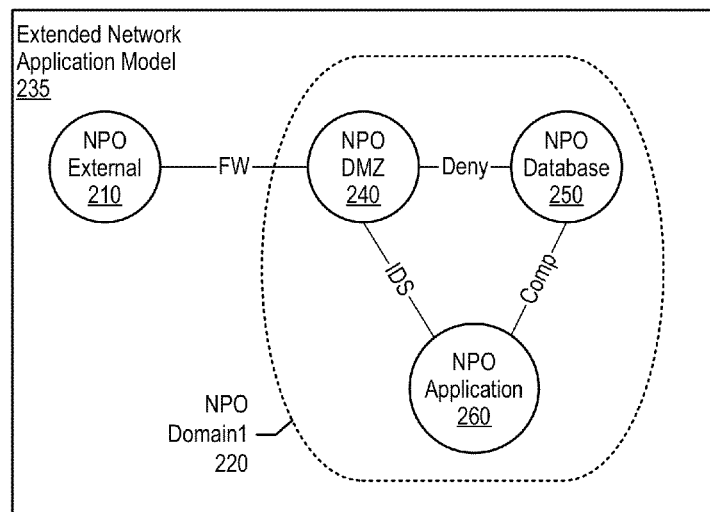 Extended Network
Application Model
235
NPO
External
210
FW
NPO
DMZ
240
Deny
NPO
Database
250
IDS
Comp
NPO
Application
260
NPO
Domain1
220